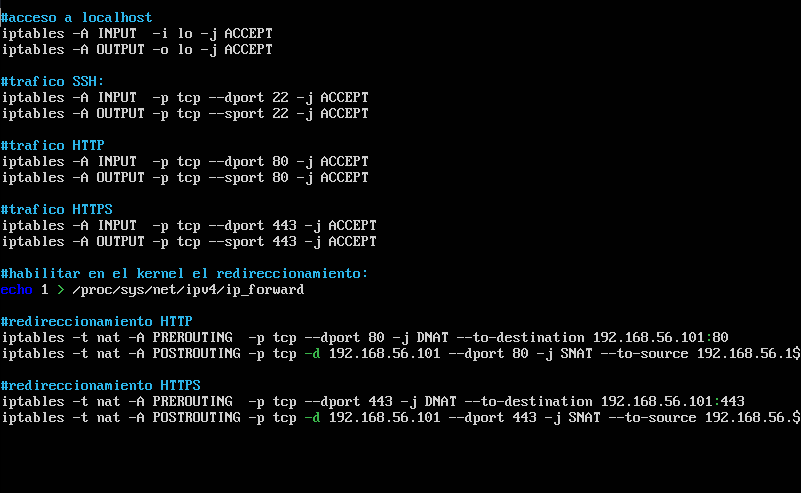 #acceso a localhost
iptables -A INPUT  -i lo -j ACCEPT
iptables -A OUTPUT -o lo -j ACCEPT
#trafico SSH:
iptables -A INPUT  -p tcp --dport 22 -j ACCEPT
iptables -A OUTPUT -p tcp --sport 22 -j ACCEPT
#trafico HTTP
iptables -A INPUT  -p tcp --dport 80 -j ACCEPT
iptables -A OUTPUT -p tcp --sport 80 -j ACCEPT
#trafico HTTPS
iptables -A INPUT  -p tcp --dport 443 -j ACCEPT
iptables -A OUTPUT -p tcp --sport 443 -j ACCEPT
#habilitar en el kernel el redireccionamiento:
echo 1 > /proc/sys/net/ipv4/ip_forward
#redireccionamiento HTTP
iptables -t nat -A PREROUTING  -p tcp --dport 80 -j DNAT --to-destination 192.168.56.101:80
iptables -t nat -A POSTROUTING -p tcp -d 192.168.56.101 --dport 80 -j SNAT --to-source 192.168.56.1$
#redireccionamiento HTTPS
iptables -t nat -A PREROUTING  -p tcp --dport 443 -j DNAT --to-destination 192.168.56.101:443
iptables -t nat -A POSTROUTING -p tcp -d 192.168.56.101 --dport 443 -j SNAT --to-source 192.168.56.$